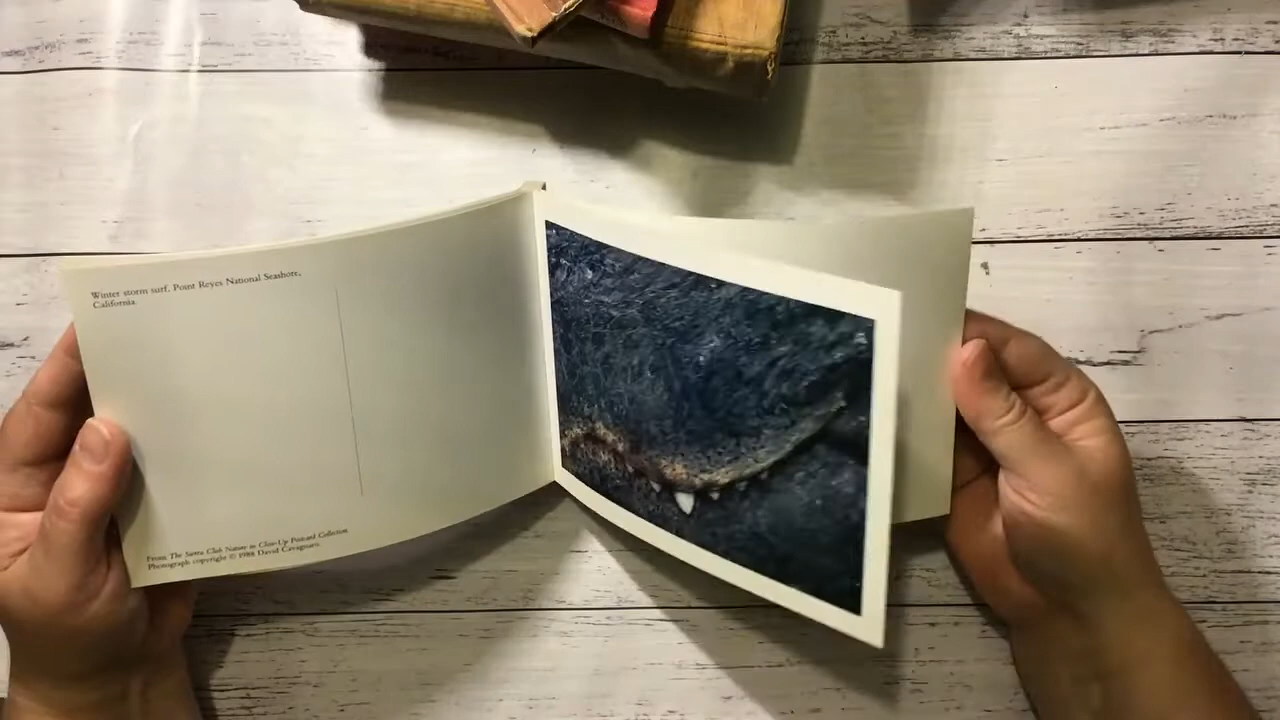 Winter storm surf, Point Reyes National Seashore,
California.
From The Sierra Club Nature in Close-Up Postcard Collection
Photograph copyright © 1988 David Cavagnaro.